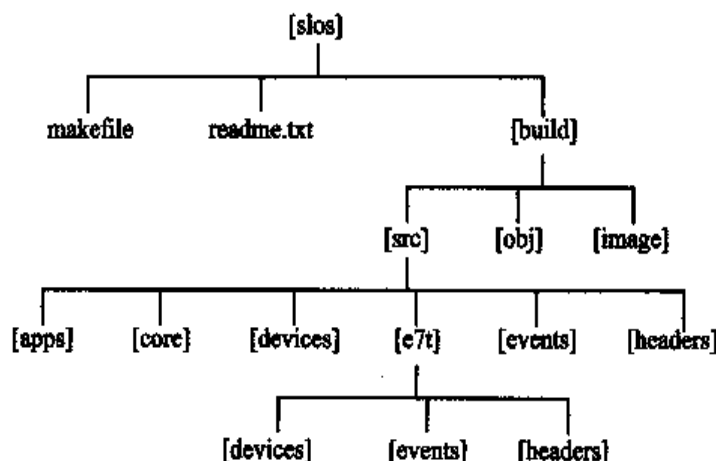 [slos]
makefile readme.txt [build]
[src] [obj] [image]
[apps] [core] [devices] [e7t] [events] [headers]
[devices] [events] [headers]